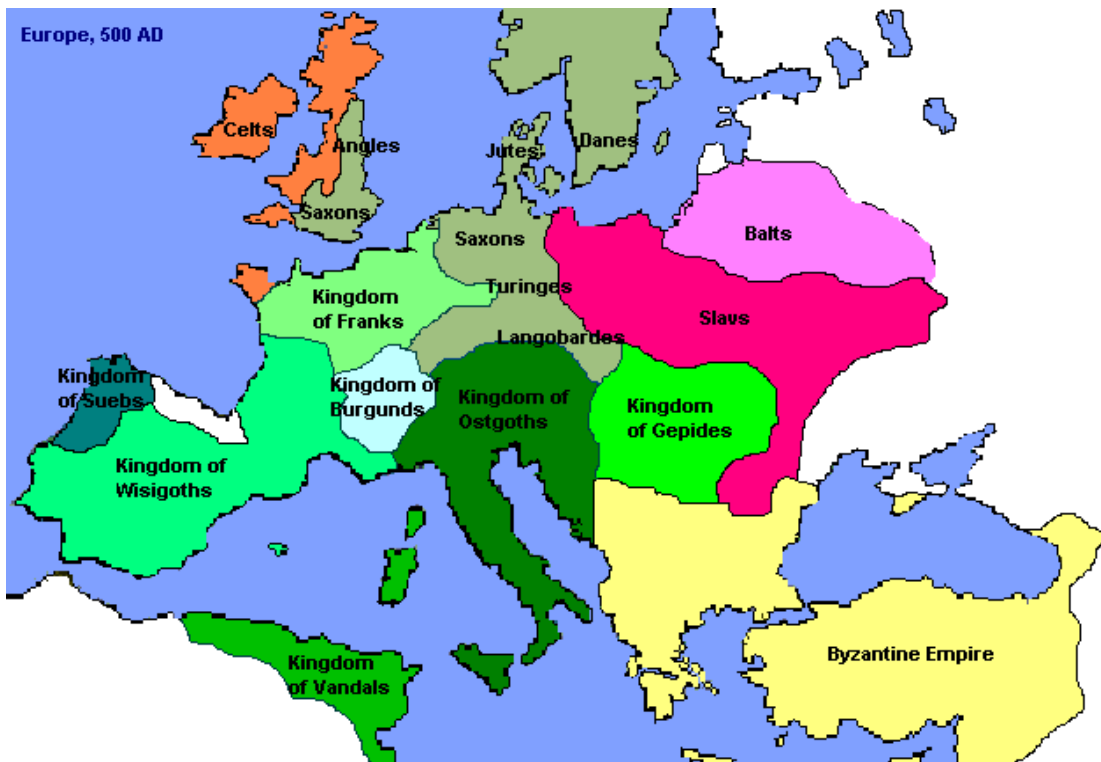 Europe, 500 AD
Celts
Angles
Jutes
Danes
Saxons
Saxons
Balts
Turinges
Kingdom
of Franks
Slavs
Langobardes
Kingdom
of Suebs
Kingdom of
Burgunds
Kingdom of
Ostgoths
Kingdom
of Gepides
Kingdom of
Wisigoths
Byzantine Empire
Kingdom
of Vandals